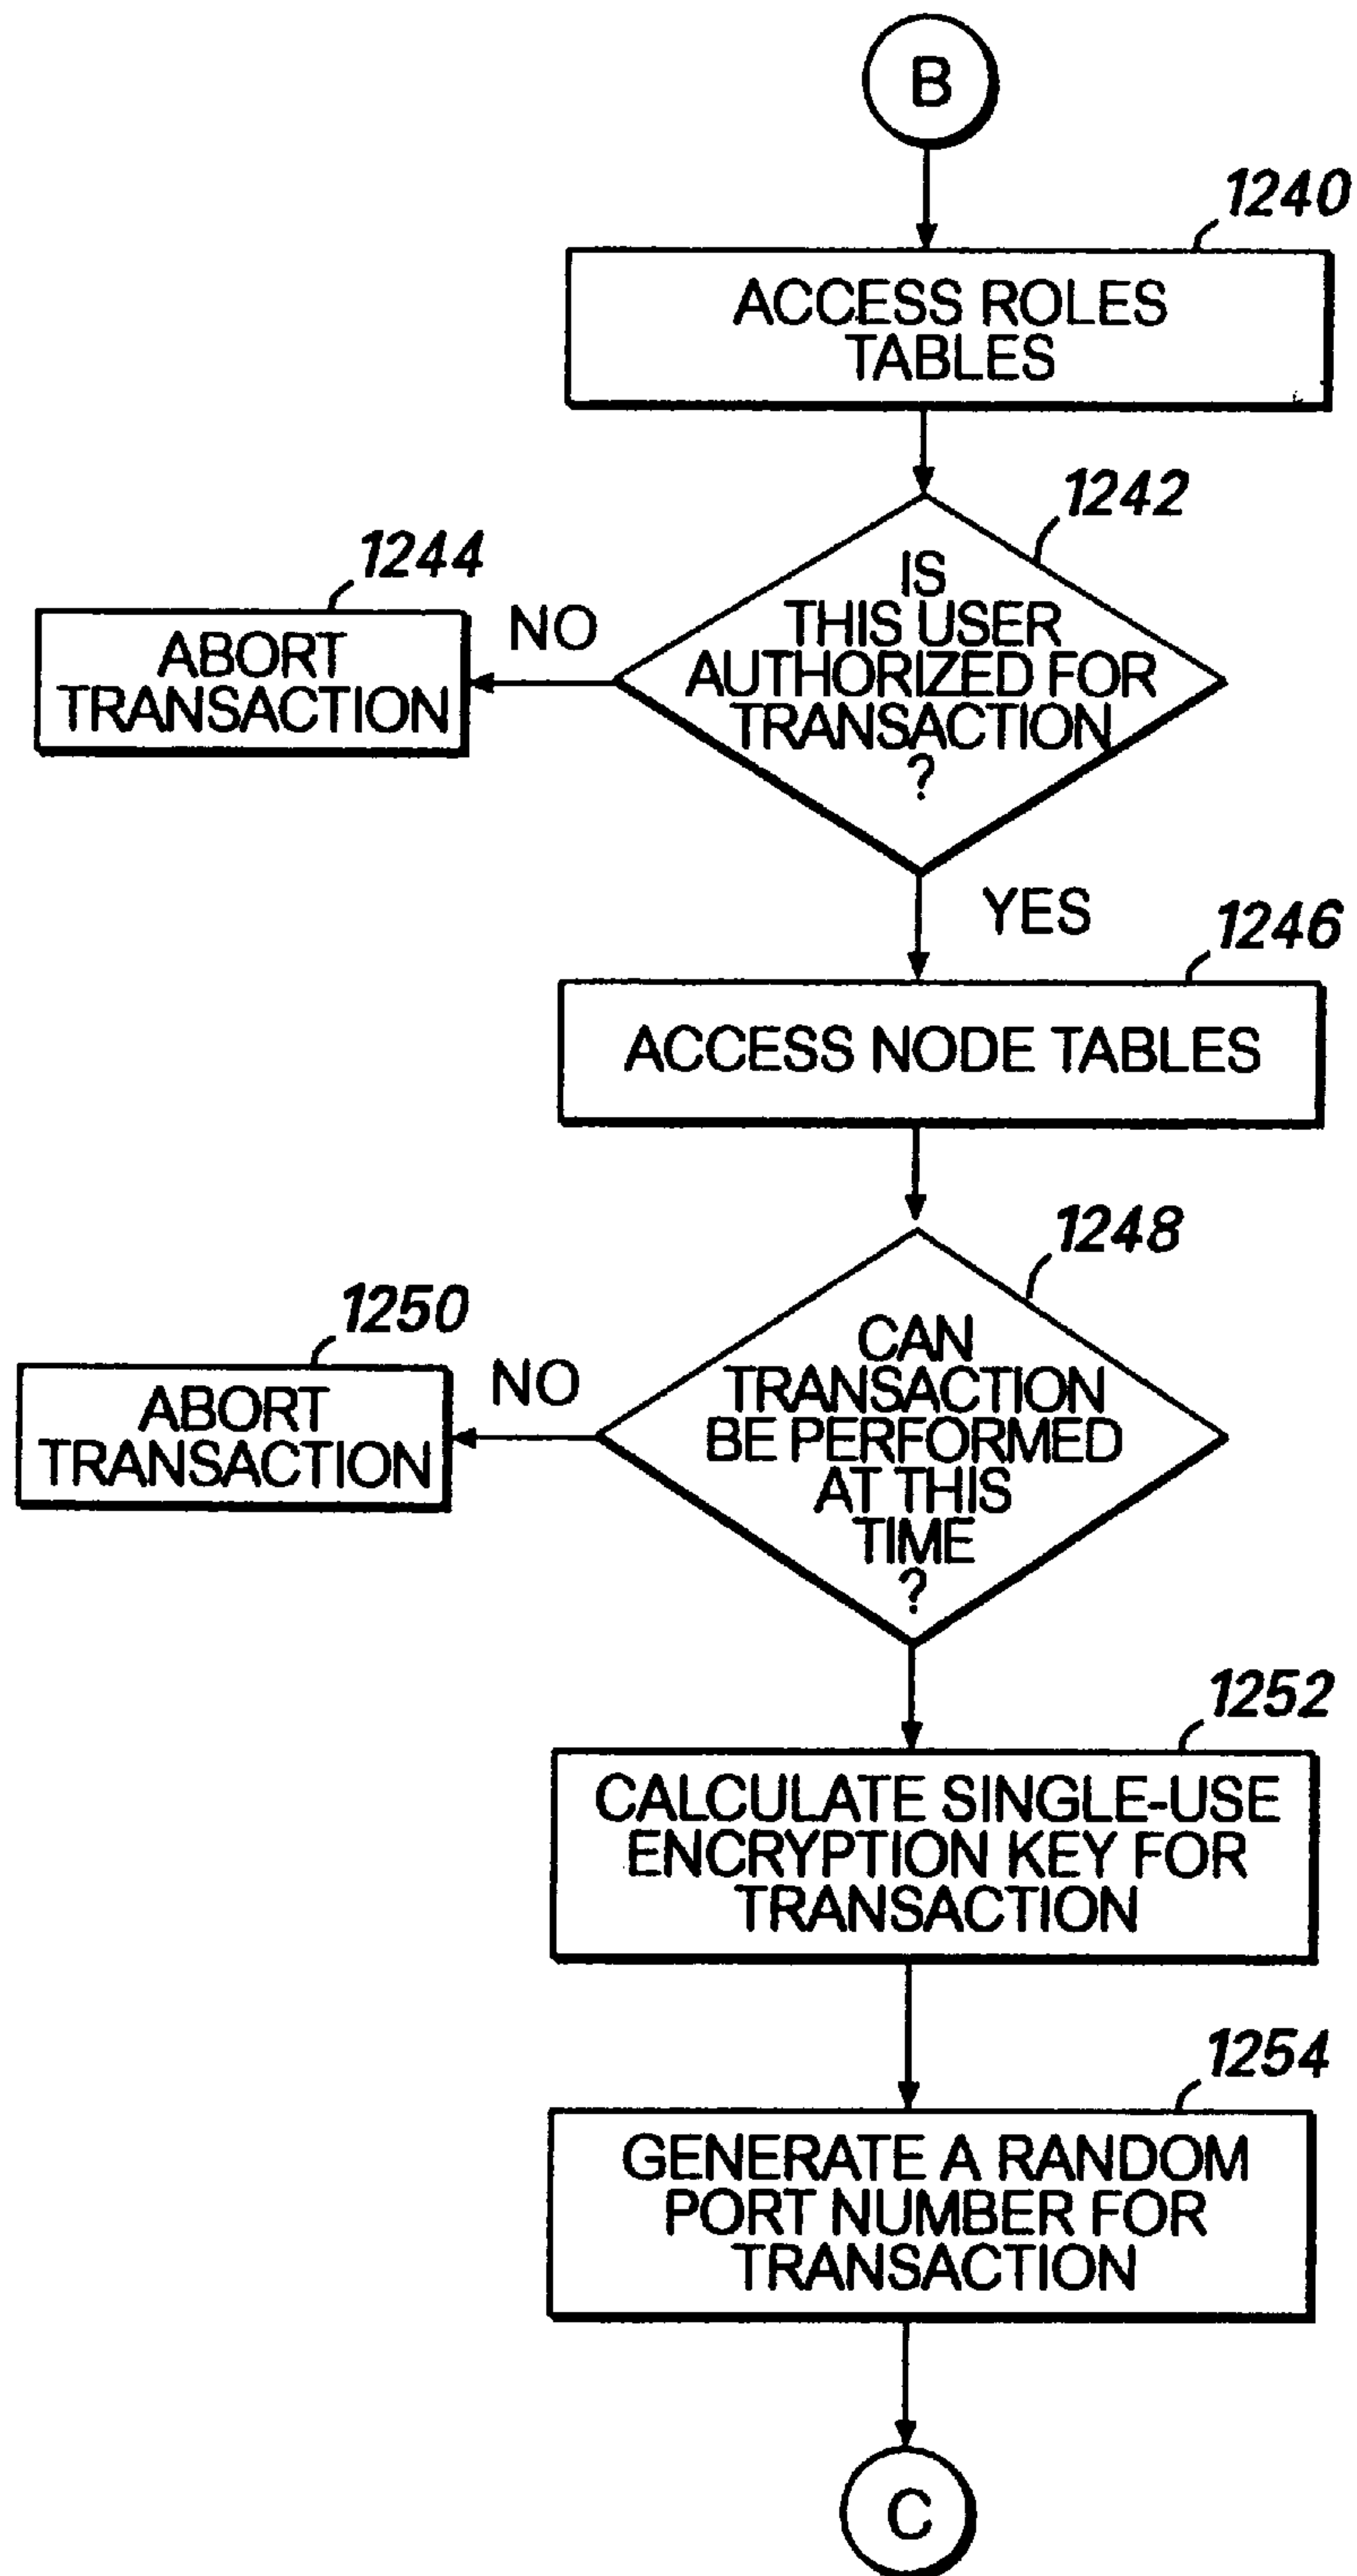 B
1240
ACCESS ROLES
TABLES
1242
IS
THIS USER
AUTHORIZED FOR
TRANSACTION
?
1244
NO
ABORT
TRANSACTION
YES
1246
ACCESS NODE TABLES
1248
CAN
TRANSACTION
BE PERFORMED
AT THIS
TIME
?
1250
NO
ABORT
TRANSACTION
1252
CALCULATE SINGLE-USE
ENCRYPTION KEY FOR
TRANSACTION
1254
GENERATE A RANDOM
PORT NUMBER FOR
TRANSACTION
C